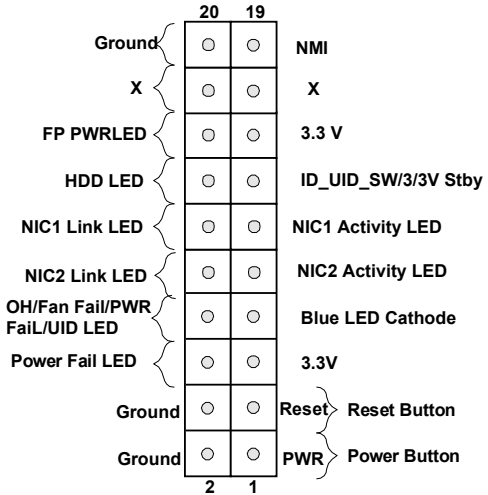 20 19
Ground NMI
X X
FP PWRLED 3.3 V
HDD LED ID_UID_SW/3/3V Stby
NIC1 Link LED NIC1 Activity LED
NIC2 Link LED NIC2 Activity LED
OH/Fan Fail/PWR
FaiL/UID LED Blue LED Cathode
Power Fail LED 3.3V
Ground Reset Reset Button
Ground PWR Power Button
2 1